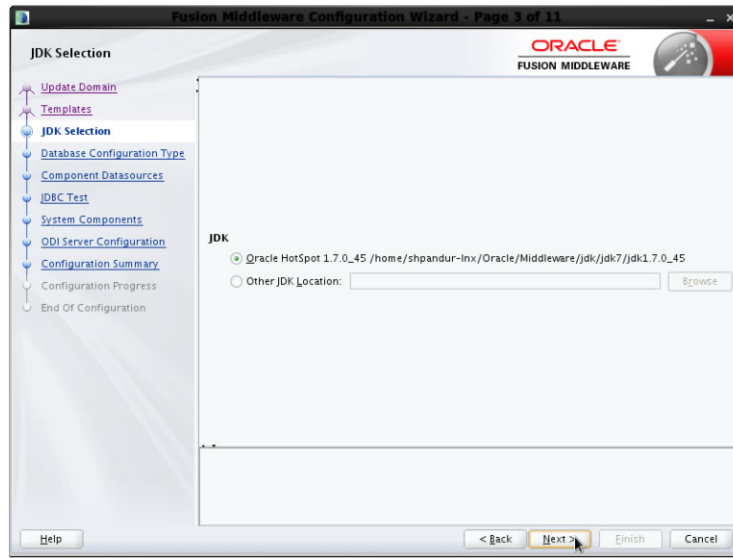 Fusion Middleware Configuration Wizard - Page 3 of 11
JDK Selection
ORACLE
FUSION MIDDLEWARE
Update Domain
Templates
JDK Selection
Database Configuration Type
Component Datasources
JDBC Test
System Components
ODI Server Configuration
Configuration Summary
Configuration Progress
End Of Configuration
JDK
Oracle HotSpot 1.7.0_45 /home/shpandur-lnx/Oracle/Middleware/jdk/jdk7/jdk1.7.0_45
Other JDK Location:
Browse
Help
< Back
Next >
Finish
Cancel